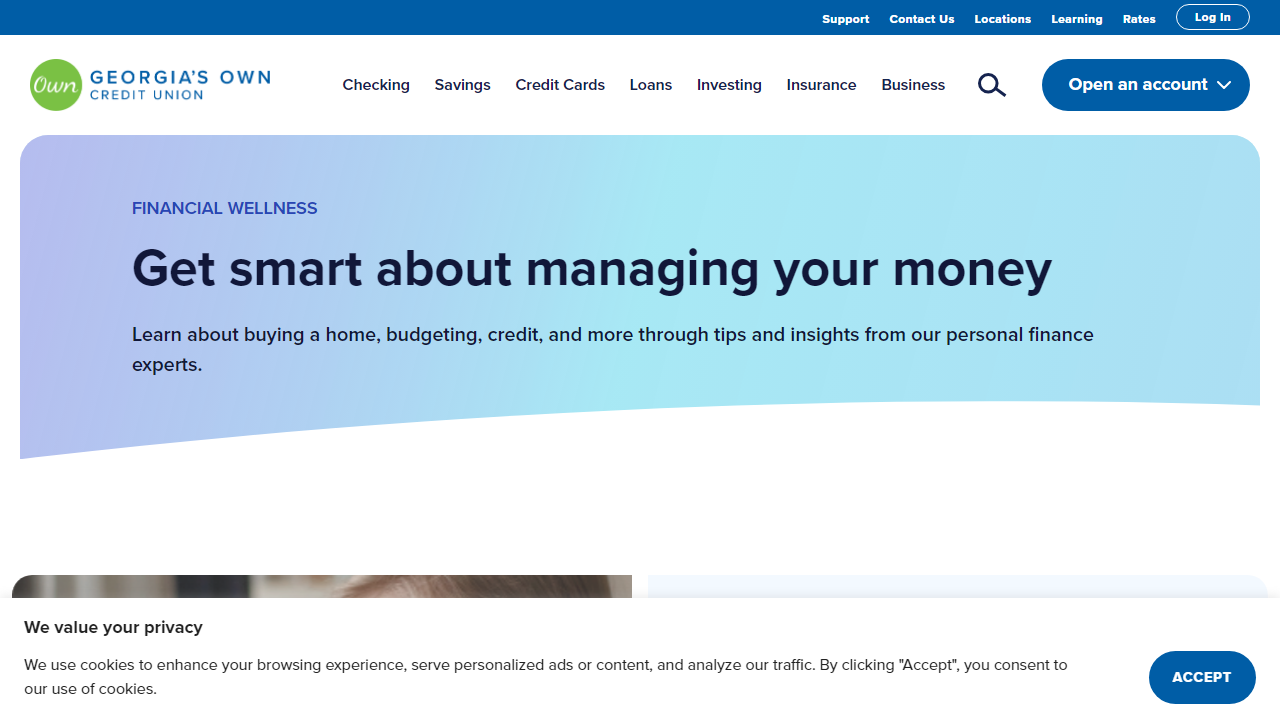 Support Contact Us Locations Learning Rates Log In
Own GEORGIA'S OWN
CREDIT UNION
Checking Savings Credit Cards Loans Investing Insurance Business Open an account
FINANCIAL WELLNESS
Get smart about managing your money
Learn about buying a home, budgeting, credit, and more through tips and insights from our personal finance
experts.
We value your privacy
We use cookies to enhance your browsing experience, serve personalized ads or content, and analyze our traffic. By clicking "Accept", you consent to
our use of cookies.
ACCEPT